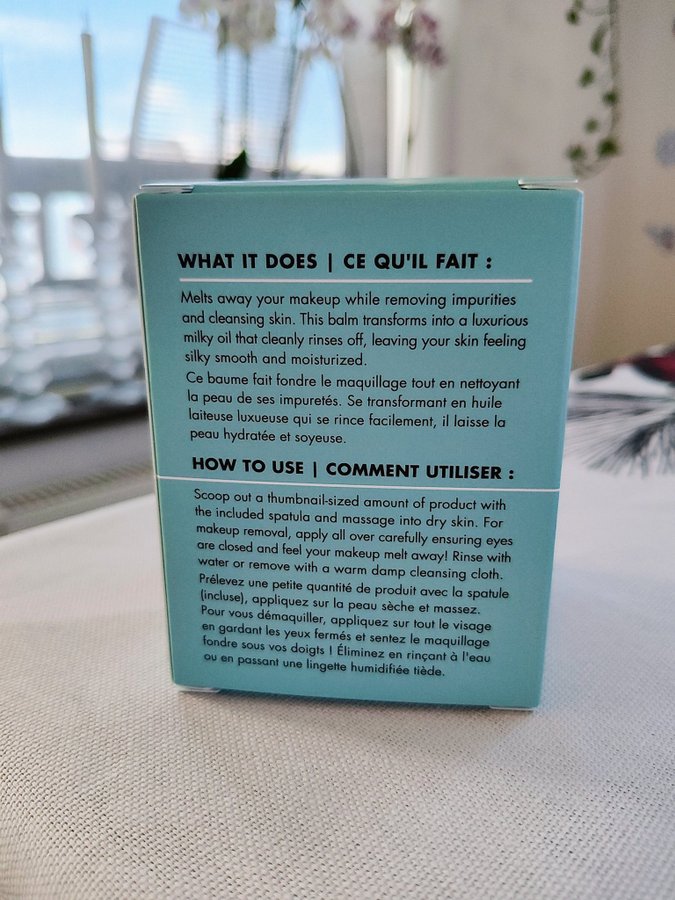 WHAT IT DOES | CE QU'IL FAIT :
Melts away your makeup while removing impurities
and cleansing skin. This balm transforms into a luxurious
milky oil that cleanly rinses off, leaving your skin feeling
silky smooth and moisturized.
Ce baume fait fondre le maquillage tout en nettoyant
la peau de ses impuretés. Se transformant en huile
laiteuse luxueuse qui se rince facilement, il laisse la
peau hydratée et soyeuse.
HOW TO USE | COMMENT UTILISER :
Scoop out a thumbnail-sized amount of product with
the included spatula and massage into dry skin. For
makeup removal, apply all over carefully ensuring eyes
are closed and feel your makeup melt away! Rinse with
water or remove with a warm damp cleansing cloth.
Prélevez une petite quantité de produit avec la spatule
(incluse), appliquez sur la peau sèche et massez.
Pour vous démaquiller, appliquez sur tout le visage
en gardant les yeux fermés et sentez le maquillage
fondre sous vos doigts ! Éliminez en rinçant à l'eau
ou en passant une lingette humidifiée tiède.